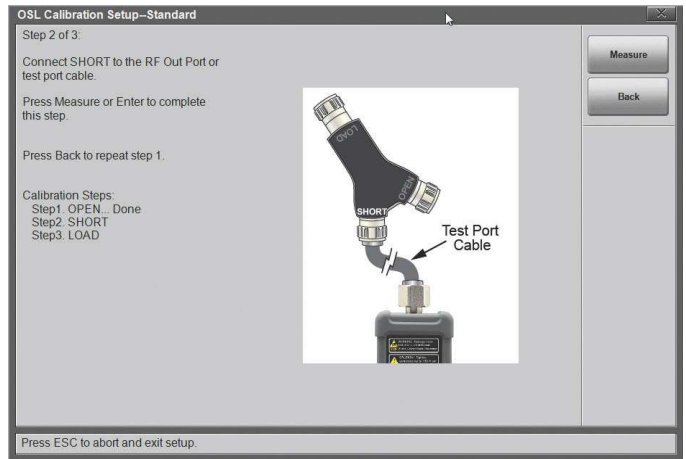 OSL Calibration Setup--Standard
Step 2 of 3:
Connect SHORT to the RF Out Port or
test port cable.
Press Measure or Enter to complete
this step.
Press Back to repeat step 1.
Calibration Steps:
Step1. OPEN... Done
Step2. SHORT
Step3. LOAD
LOAD
OPEN
SHORT
Test Port
Cable
Measure
Back
Press ESC to abort and exit setup.